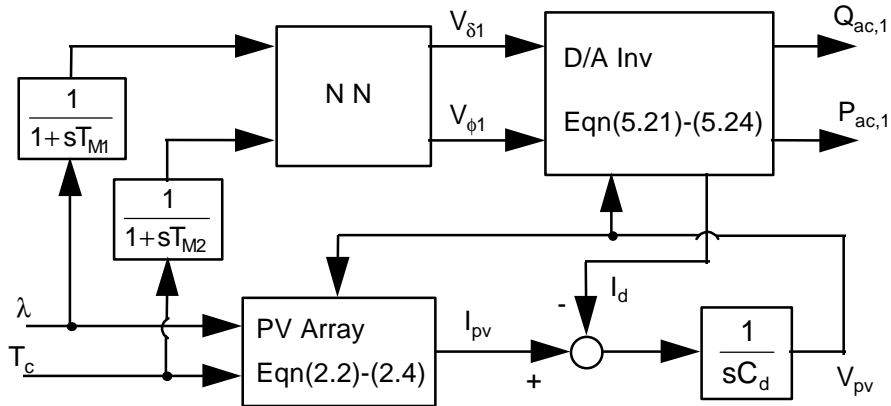 V_δ1
Q_ac,1
D/A Inv
N N
1
1+sT_M1
V_φ1
Eqn(5.21)-(5.24)
P_ac,1
1
1+sT_M2
λ
-
I_d
PV Array
I_pv
1
sC_d
T_c
Eqn(2.2)-(2.4)
+
V_pv